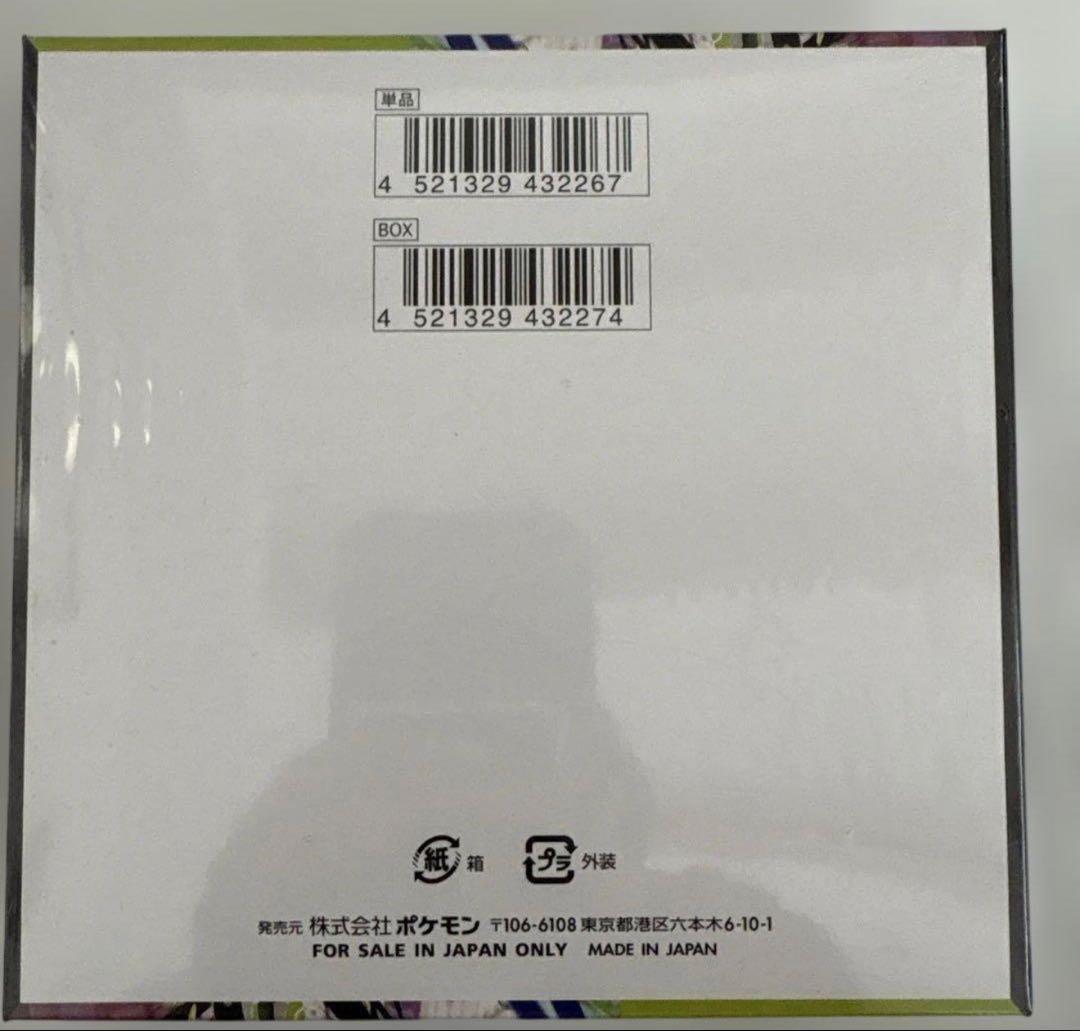 単品
4 521329 432267
BOX
4 521329 432274
紙 箱 プラ 外装
発売元 株式会社 ポケモン 〒106-6108 東京都港区六本木6-10-1
FOR SALE IN JAPAN ONLY MADE IN JAPAN